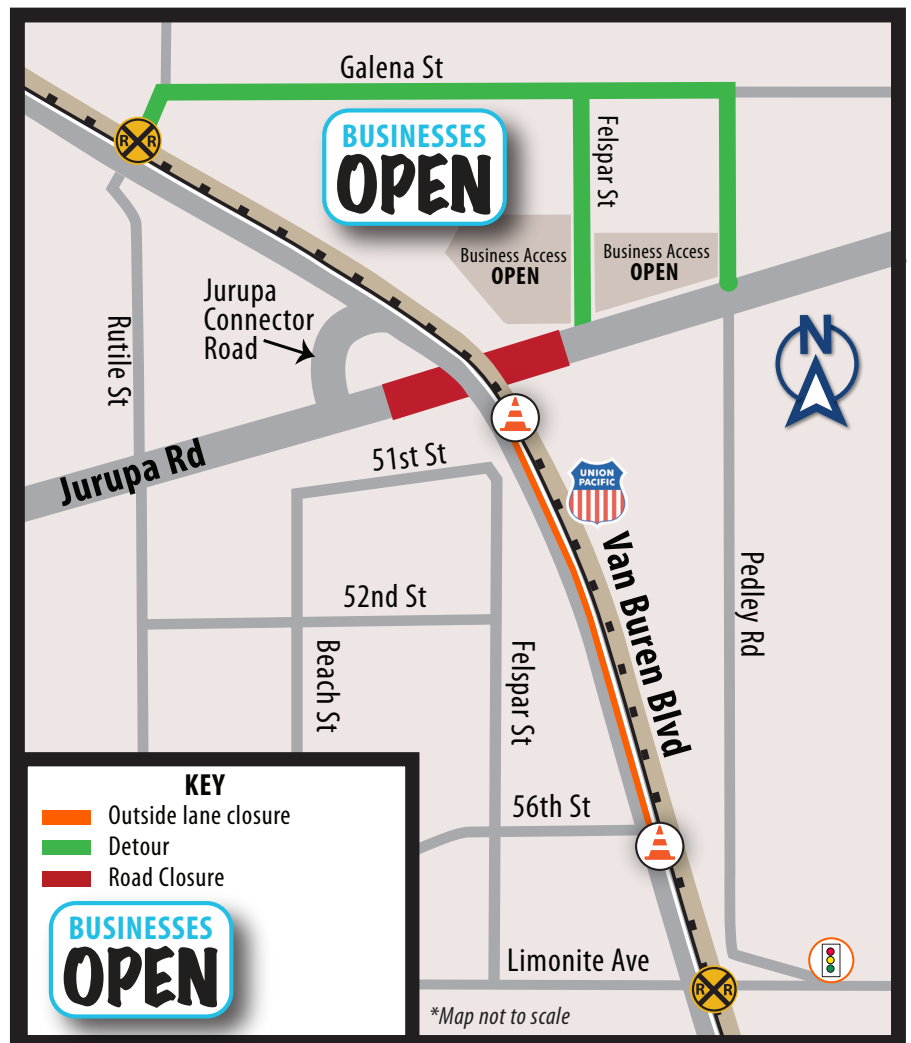 Galena St
R R
BUSINESSES
OPEN
Felspar St
Business Access
OPEN
Business Access
OPEN
Jurupa
Connector
Road
Rutile St
N
Jurupa Rd
51st St
UNION
PACIFIC
Van Buren Blvd
Pedley Rd
52nd St
Beach St
Felspar St
56th St
KEY
Outside lane closure
Detour
Road Closure
BUSINESSES
OPEN
Limonite Ave
R R
*Map not to scale